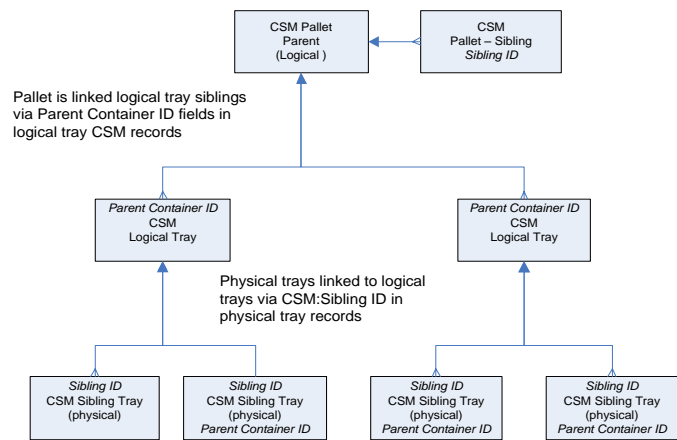 CSM Pallet
Parent
(Logical )
CSM
Pallet – Sibling
Sibling ID
Pallet is linked logical tray siblings
via Parent Container ID fields in
logical tray CSM records
Parent Container ID
CSM
Logical Tray
Parent Container ID
CSM
Logical Tray
Physical trays linked to logical
trays via CSM:Sibling ID in
physical tray records
Sibling ID
CSM Sibling Tray
(physical)
Sibling ID
CSM Sibling Tray
(physical)
Parent Container ID
Sibling ID
CSM Sibling Tray
(physical)
Parent Container ID
Sibling ID
CSM Sibling Tray
(physical)
Parent Container ID